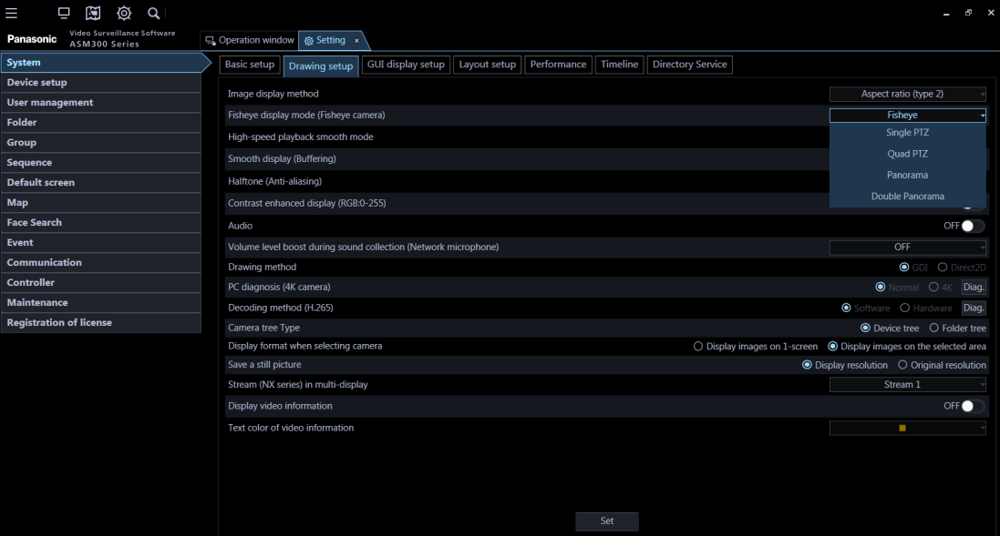 Panasonic
Video Surveillance Software
ASM300 Series
Operation window
Setting
System
Device setup
User management
Folder
Group
Sequence
Default screen
Map
Face Search
Event
Communication
Controller
Maintenance
Registration of license
Basic setup Drawing setup GUI display setup Layout setup Performance Timeline Directory Service
Image display method Aspect ratio (type 2)
Fisheye display mode (Fisheye camera) Fisheye
Single PTZ
Quad PTZ
Panorama
Double Panorama
High-speed playback smooth mode
Smooth display (Buffering)
Halftone (Anti-aliasing)
Contrast enhanced display (RGB:0-255)
Audio OFF
Volume level boost during sound collection (Network microphone) OFF
Drawing method GDI Direct2D
PC diagnosis (4K camera) Normal 4K Diag.
Decoding method (H.265) Software Hardware Diag.
Camera tree Type Device tree Folder tree
Display format when selecting camera Display images on 1-screen Display images on the selected area
Save a still picture Display resolution Original resolution
Stream (NX series) in multi-display Stream 1
Display video information OFF
Text color of video information
Set